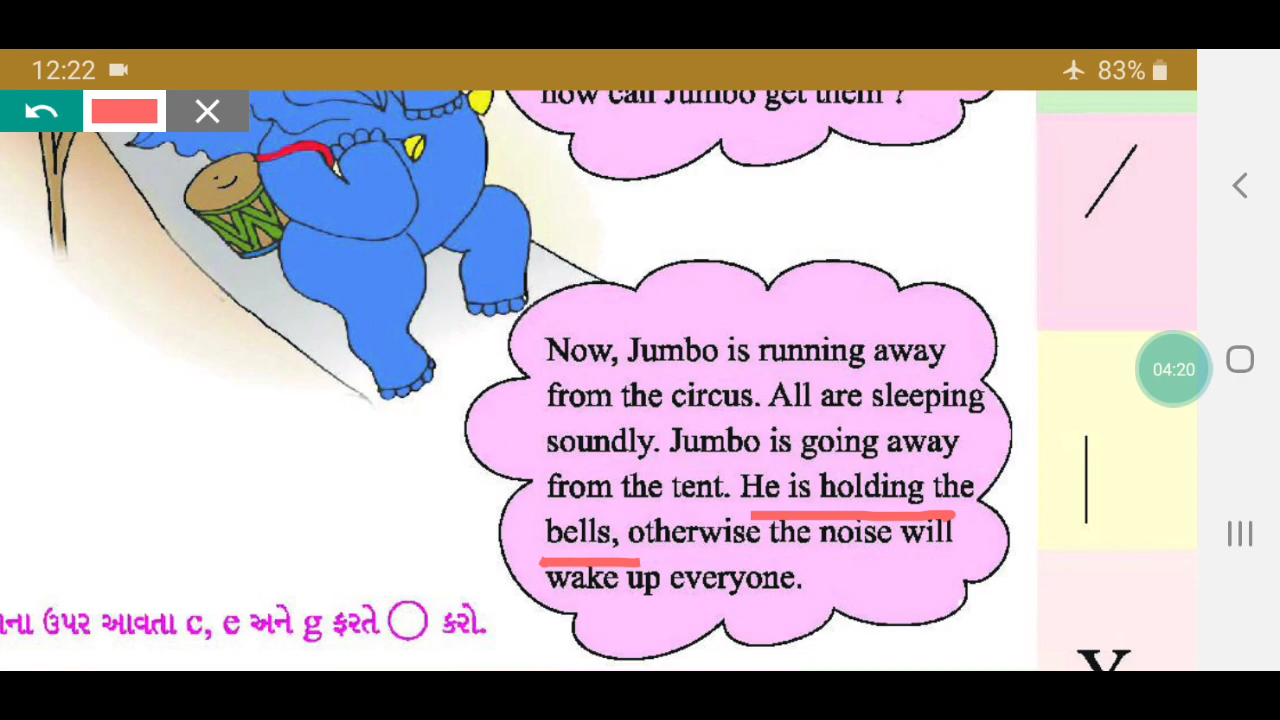 12:22
83%
how can Jumbo get them ?
Now, Jumbo is running away
from the circus. All are sleeping
soundly. Jumbo is going away
from the tent. He is holding the
bells, otherwise the noise will
wake up everyone.
04:20
ઉપર આવતા c, e અને g ફરતે ◯ કરો.